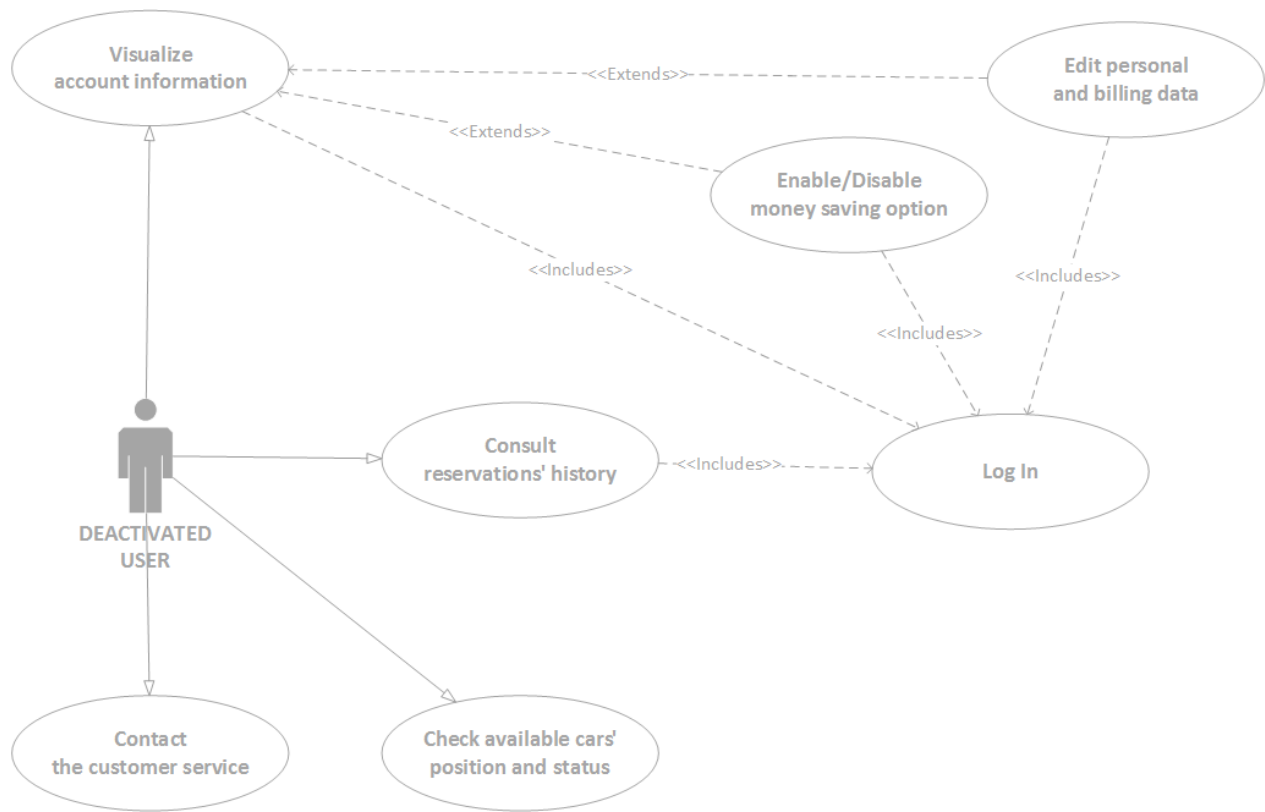 Visualize
account information
<<Extends>>
Edit personal
and billing data
<<Extends>>
Enable/Disable
money saving option
<<Includes>>
<<Includes>>
<<Includes>>
Consult
reservations' history
<<Includes>>
Log In
DEACTIVATED
USER
Contact
the customer service
Check available cars'
position and status